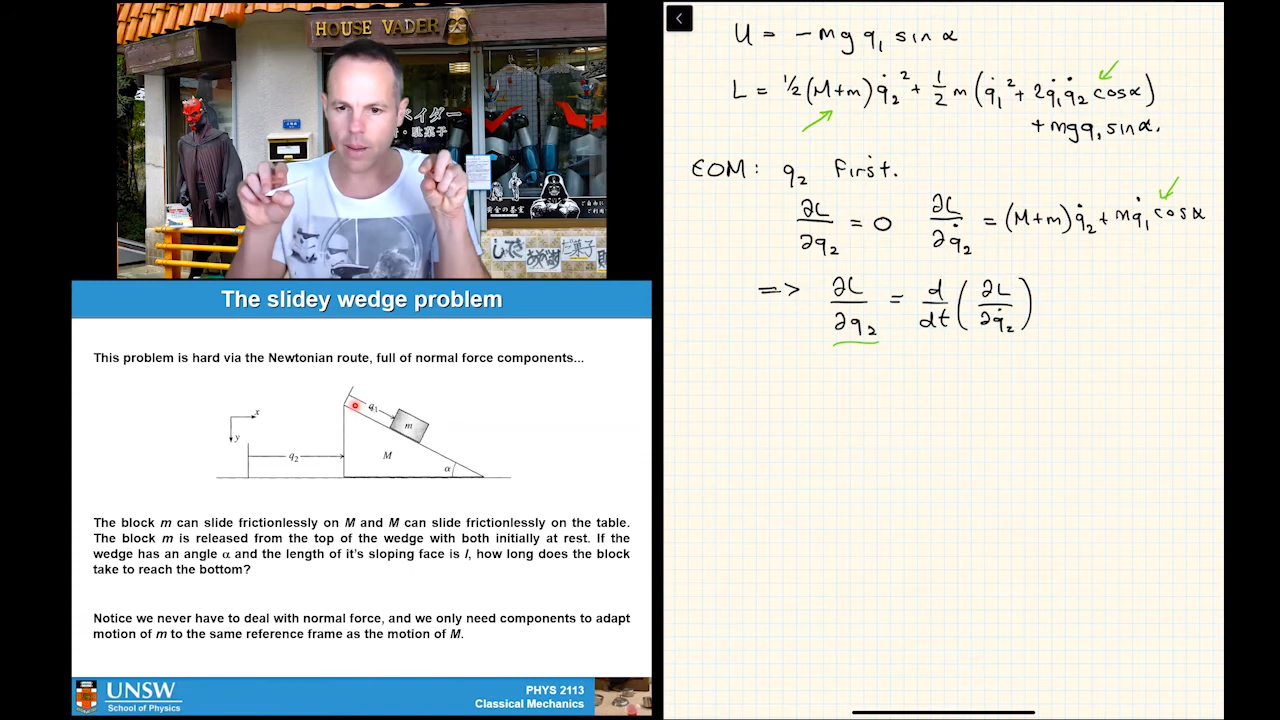 HOUSE VADER
The slidey wedge problem
This problem is hard via the Newtonian route, full of normal force components...
x
y
q₁
m
q₂
M
α
The block m can slide frictionlessly on M and M can slide frictionlessly on the table.
The block m is released from the top of the wedge with both initially at rest. If the
wedge has an angle α and the length of it's sloping face is l, how long does the block
take to reach the bottom?
Notice we never have to deal with normal force, and we only need components to adapt
motion of m to the same reference frame as the motion of M.
UNSW
School of Physics
PHYS 2113
Classical Mechanics
U = -mg q₁ sin α
L = 1/2 (M+m) q̇₂² + 1/2 m (q̇₁² + 2q̇₁q̇₂ cosα)
+ mgq₁ sinα.
EOM: q₂ First.
∂L/∂q₂ = 0 ∂L/∂q̇₂ = (M+m) q̇₂ + mq̇₁ cosα
=> ∂L/∂q₂ = d/dt (∂L/∂q̇₂)